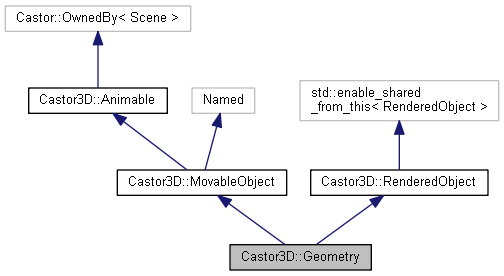 Castor::OwnedBy< Scene >
Castor3D::Animable
Named
std::enable_shared
_from_this< RenderedObject >
Castor3D::MovableObject
Castor3D::RenderedObject
Castor3D::Geometry